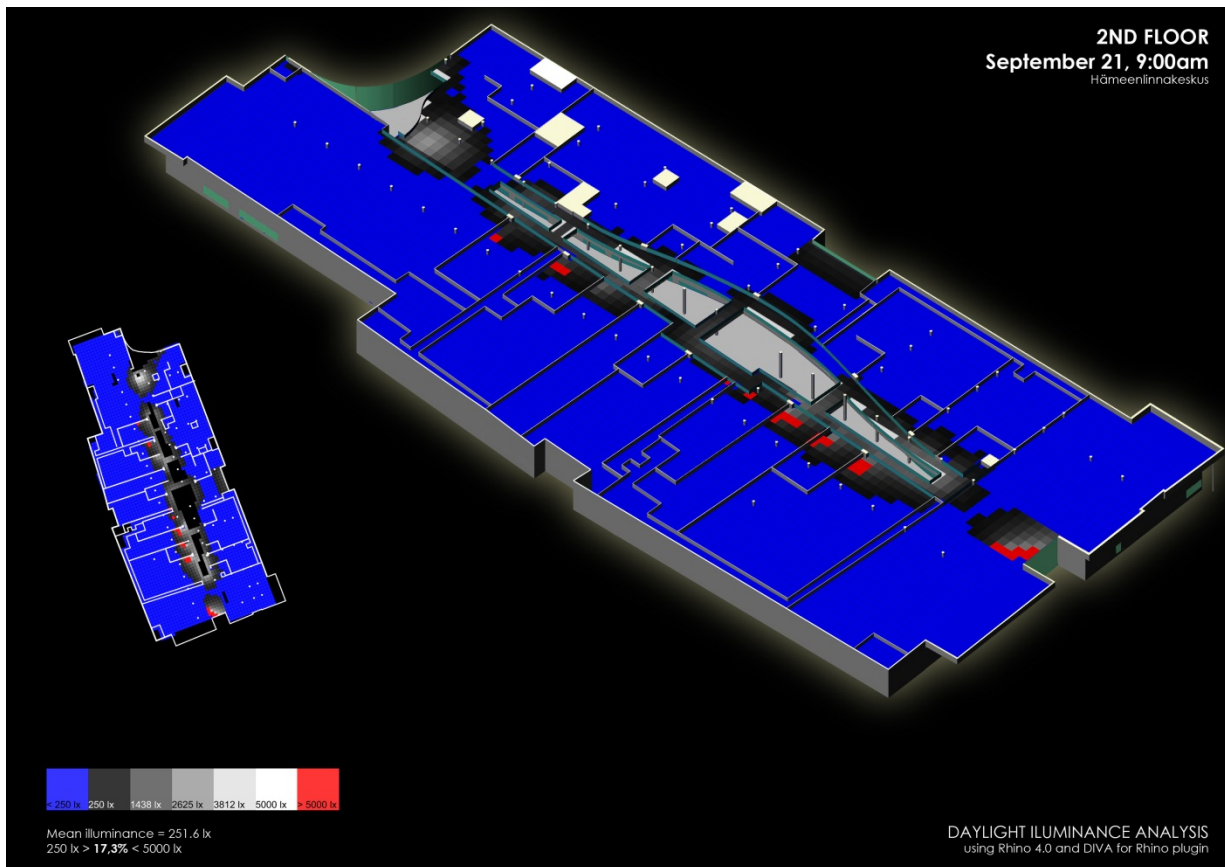 2ND FLOOR
September 21, 9:00am
Hämeenlinnakeskus
< 250 lx 250 lx 1438 lx 2625 lx 3812 lx 5000 lx > 5000 lx
Mean illuminance = 251.6 lx
250 lx > 17,3% < 5000 lx
DAYLIGHT ILUMINANCE ANALYSIS
using Rhino 4.0 and DIVA for Rhino plugin